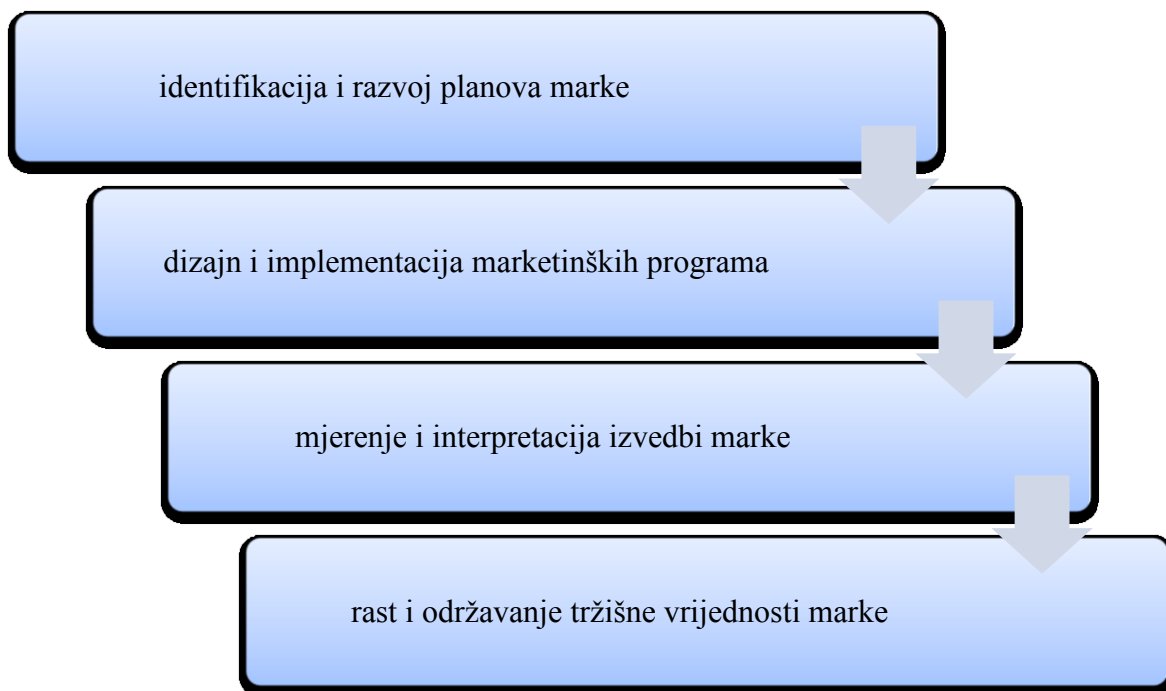 identifikacija i razvoj planova marke
dizajn i implementacija marketinških programa
mjerenje i interpretacija izvedbi marke
rast i održavanje tržišne vrijednosti marke